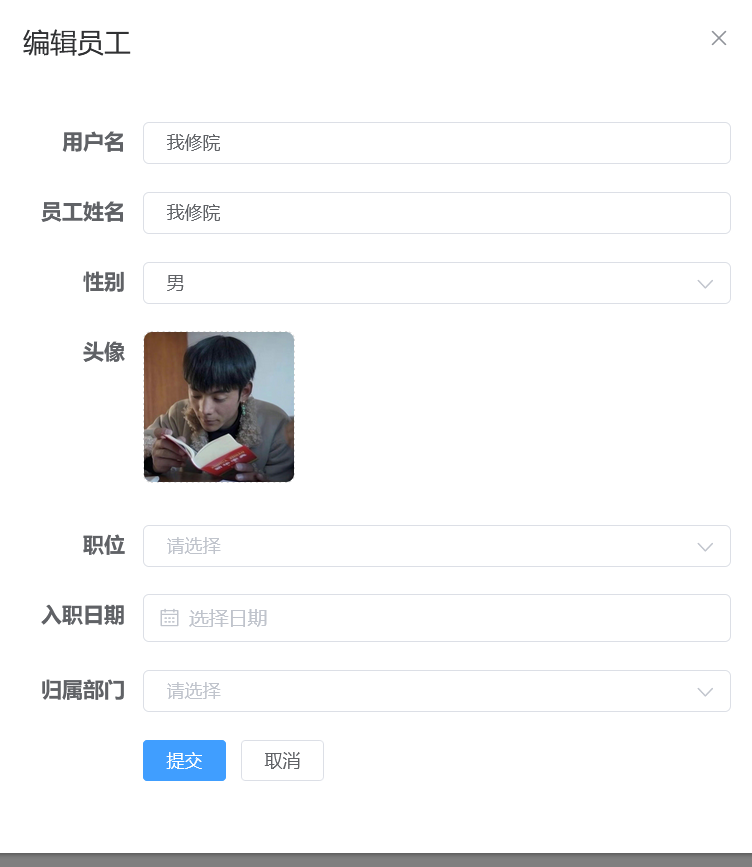 编辑员工
用户名 我修院
员工姓名 我修院
性别 男
头像
职位 请选择
入职日期 选择日期
归属部门 请选择
提交 取消